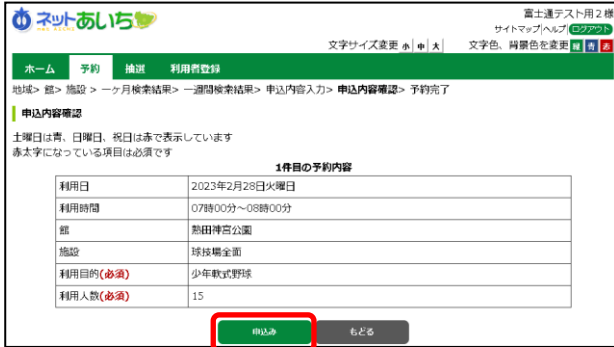 ネットあいち
富士通テスト用2様
サイトマップ|ヘルプ|ログアウト
文字サイズ変更 小 中 大 文字色、背景色を変更 緑 青 赤
ホーム 予約 抽選 利用者登録
地域> 館> 施設 > 一ヶ月検索結果> 一週間検索結果> 申込内容入力> 申込内容確認> 予約完了
申込内容確認
土曜日は青、日曜日、祝日は赤で表示しています
赤太字になっている項目は必須です
1件目の予約内容
利用日 2023年2月28日火曜日
利用時間 07時00分~08時00分
館 熱田神宮公園
施設 球技場全面
利用目的(必須) 少年軟式野球
利用人数(必須) 15
申込み もどる